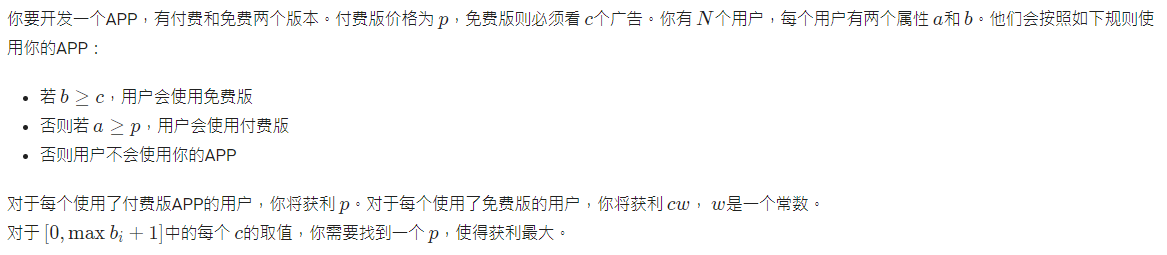 你要开发一个APP，有付费和免费两个版本。付费版价格为 p，免费版则必须看 c个广告。你有 N个用户，每个用户有两个属性 a和 b。他们会按照如下规则使
用你的APP：
• 若 b ≥ c，用户会使用免费版
• 否则若 a ≥ p，用户会使用付费版
• 否则用户不会使用你的APP
对于每个使用了付费版APP的用户，你将获利 p。对于每个使用了免费版的用户，你将获利 cw， w是一个常数。
对于 [0, max b_i + 1]中的每个 c的取值，你需要找到一个 p，使得获利最大。